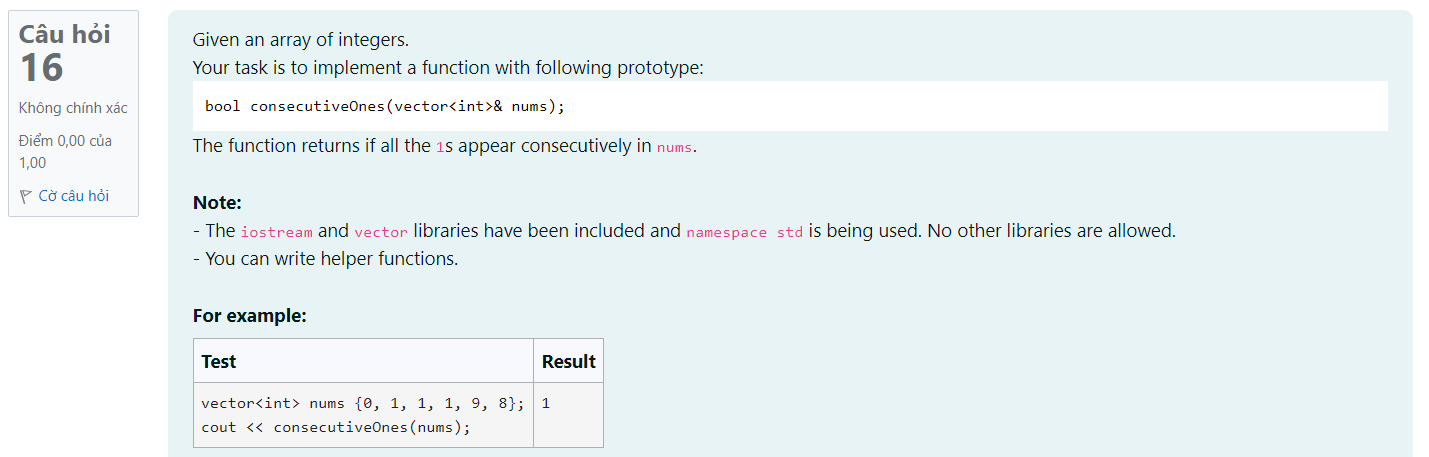 Câu hỏi
16
Không chính xác
Điểm 0,00 của
1,00
Cờ câu hỏi
Given an array of integers.
Your task is to implement a function with following prototype:
bool consecutiveOnes(vector<int>& nums);
The function returns if all the 1s appear consecutively in nums.
Note:
- The iostream and vector libraries have been included and namespace std is being used. No other libraries are allowed.
- You can write helper functions.
For example:
Test Result
vector<int> nums {0, 1, 1, 1, 9, 8}; 1
cout << consecutiveOnes(nums);